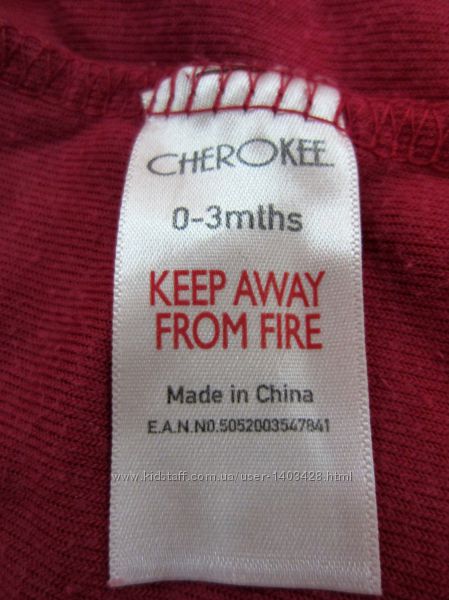 CHEROKEE
0-3mths
KEEP AWAY
FROM FIRE
Made in China
E.A.N.NO.5052003547841
www.kidstaff.com.ua/user-1403428.html